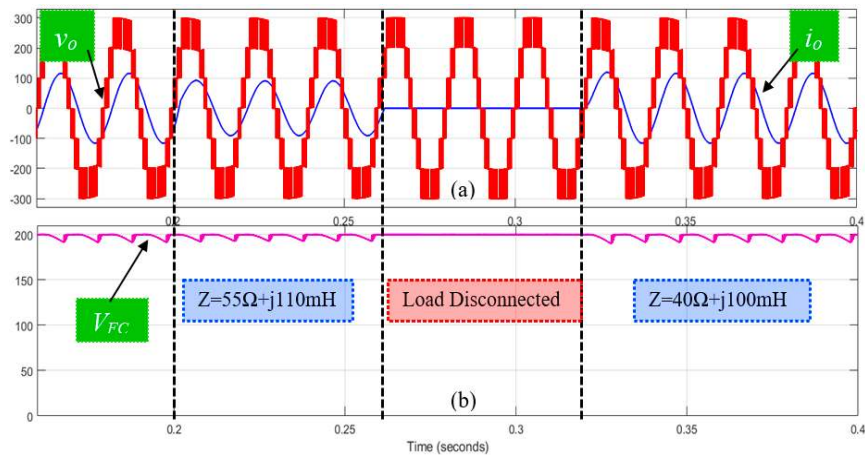 300
200
100
0
-100
-200
-300
vo
io
(a)
0.2
0.25
0.3
0.35
0.4
200
150
100
50
0
VFC
Z=55Ω+j110mH
Load Disconnected
Z=40Ω+j100mH
(b)
0.2
0.25
0.3
0.35
0.4
Time (seconds)